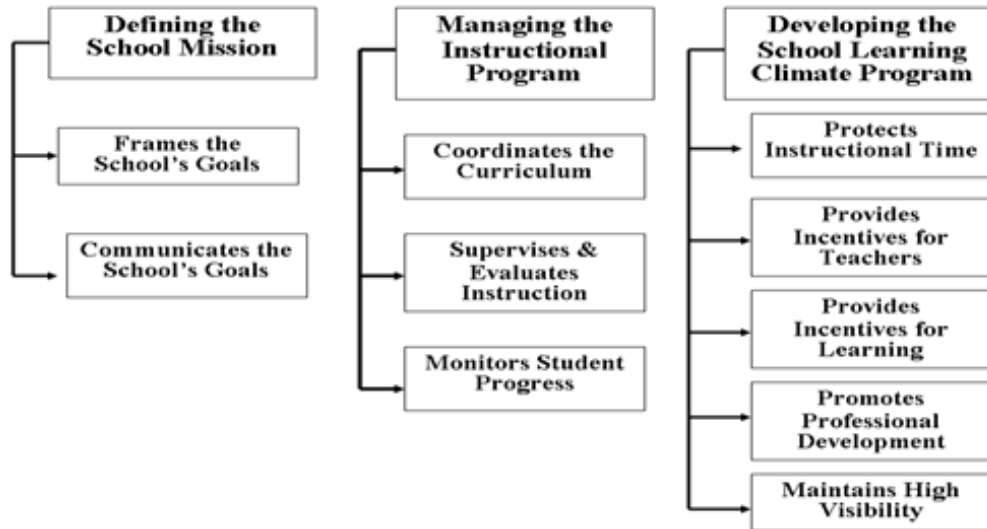 Defining the
School Mission
Frames the
School's Goals
Communicates the
School's Goals
Managing the
Instructional
Program
Coordinates the
Curriculum
Supervises &
Evaluates
Instruction
Monitors Student
Progress
Developing the
School Learning
Climate Program
Protects
Instructional Time
Provides
Incentives for
Teachers
Provides
Incentives for
Learning
Promotes
Professional
Development
Maintains High
Visibility